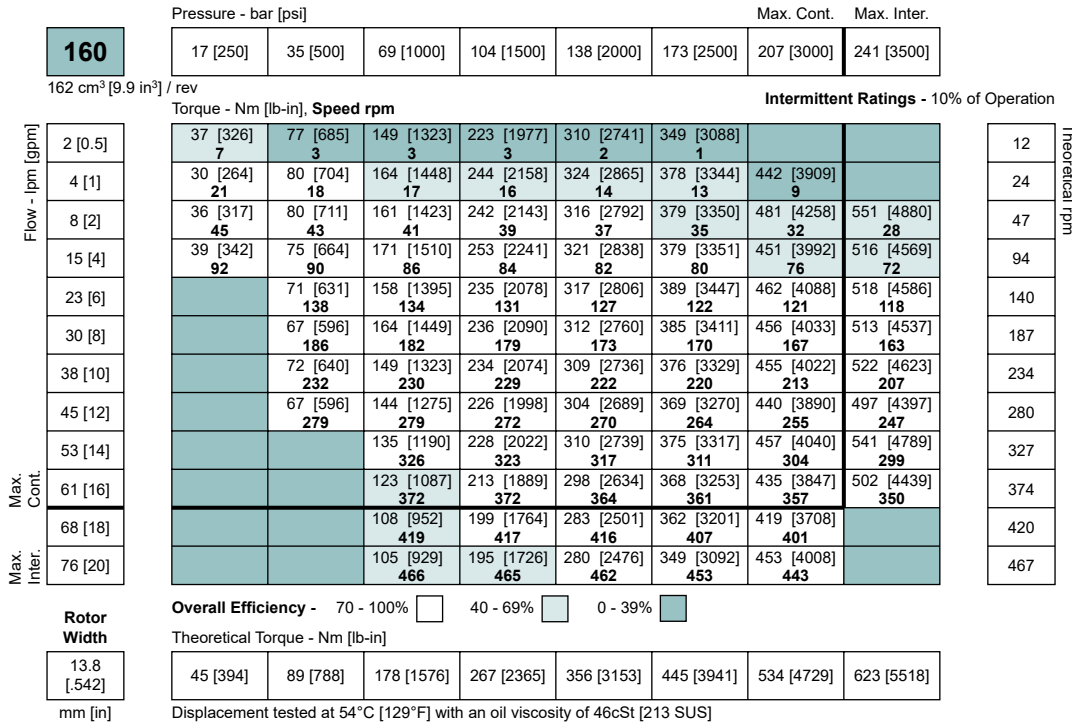 Pressure - bar [psi] Max. Cont. Max. Inter.
160 17 [250] 35 [500] 69 [1000] 104 [1500] 138 [2000] 173 [2500] 207 [3000] 241 [3500]
162 cm³ [9.9 in³] / rev
Torque - Nm [lb-in], Speed rpm Intermittent Ratings - 10% of Operation
Flow - lpm [gpm]
Theoretical rpm
2 [0.5] 37 [326] 77 [685] 149 [1323] 223 [1977] 310 [2741] 349 [3088] 12
7 3 3 3 2 1
4 [1] 30 [264] 80 [704] 164 [1448] 244 [2158] 324 [2865] 378 [3344] 442 [3909] 24
21 18 17 16 14 13 9
8 [2] 36 [317] 80 [711] 161 [1423] 242 [2143] 316 [2792] 379 [3350] 481 [4258] 551 [4880] 47
45 43 41 39 37 35 32 28
15 [4] 39 [342] 75 [664] 171 [1510] 253 [2241] 321 [2838] 379 [3351] 451 [3992] 516 [4569] 94
92 90 86 84 82 80 76 72
23 [6] 71 [631] 158 [1395] 235 [2078] 317 [2806] 389 [3447] 462 [4088] 518 [4586] 140
138 134 131 127 122 121 118
30 [8] 67 [596] 164 [1449] 236 [2090] 312 [2760] 385 [3411] 456 [4033] 513 [4537] 187
186 182 179 173 170 167 163
38 [10] 72 [640] 149 [1323] 234 [2074] 309 [2736] 376 [3329] 455 [4022] 522 [4623] 234
232 230 229 222 220 213 207
45 [12] 67 [596] 144 [1275] 226 [1998] 304 [2689] 369 [3270] 440 [3890] 497 [4397] 280
279 279 272 270 264 255 247
53 [14] 135 [1190] 228 [2022] 310 [2739] 375 [3317] 457 [4040] 541 [4789] 327
326 323 317 311 304 299
Max. Cont.
61 [16] 123 [1087] 213 [1889] 298 [2634] 368 [3253] 435 [3847] 502 [4439] 374
372 372 364 361 357 350
68 [18] 108 [952] 199 [1764] 283 [2501] 362 [3201] 419 [3708] 420
419 417 416 407 401
Max. Inter.
76 [20] 105 [929] 195 [1726] 280 [2476] 349 [3092] 453 [4008] 467
466 465 462 453 443
Overall Efficiency - 70 - 100% 40 - 69% 0 - 39%
Rotor
Width
Theoretical Torque - Nm [lb-in]
13.8
[.542]
45 [394] 89 [788] 178 [1576] 267 [2365] 356 [3153] 445 [3941] 534 [4729] 623 [5518]
mm [in] Displacement tested at 54°C [129°F] with an oil viscosity of 46cSt [213 SUS]